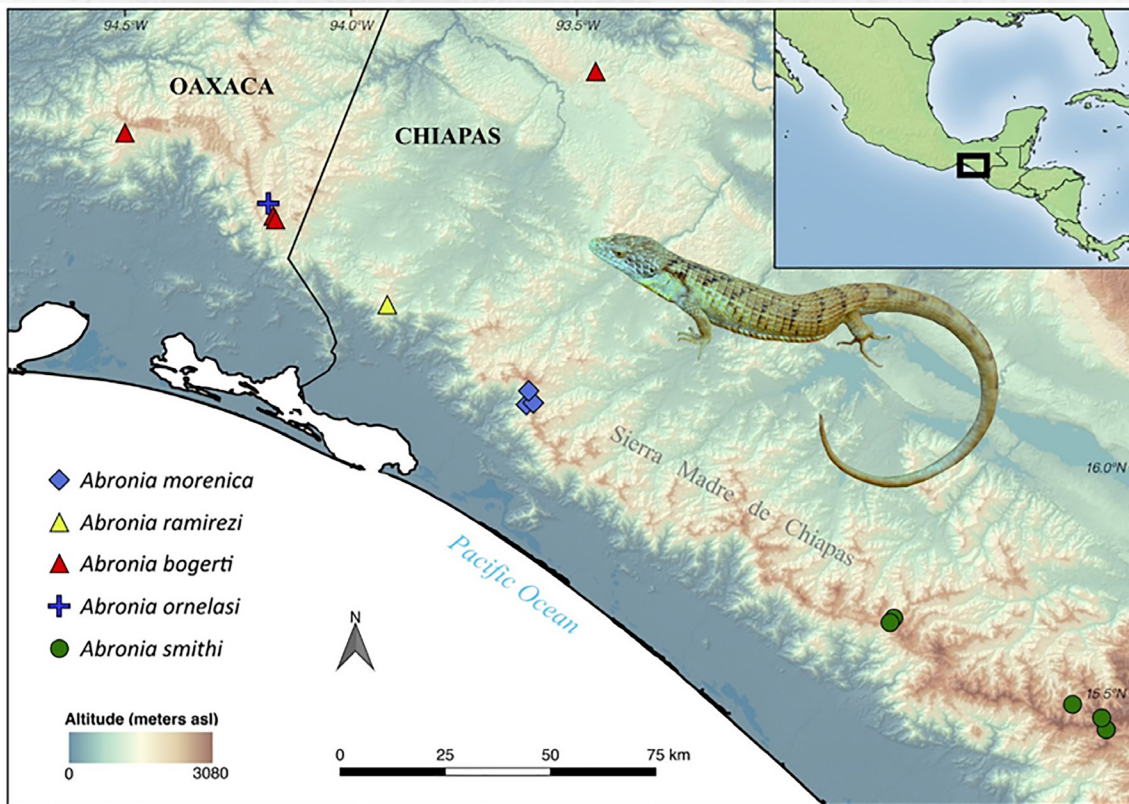 94.5°W
94.0°W
93.5°W
OAXACA
CHIAPAS
Sierra Madre de Chiapas
16.0°N
Pacific Ocean
Abronia morenica
Abronia ramirezi
Abronia bogerti
Abronia ornelasi
Abronia smithi
N
15.5°N
Altitude (meters asl)
0 3080
0 25 50 75 km